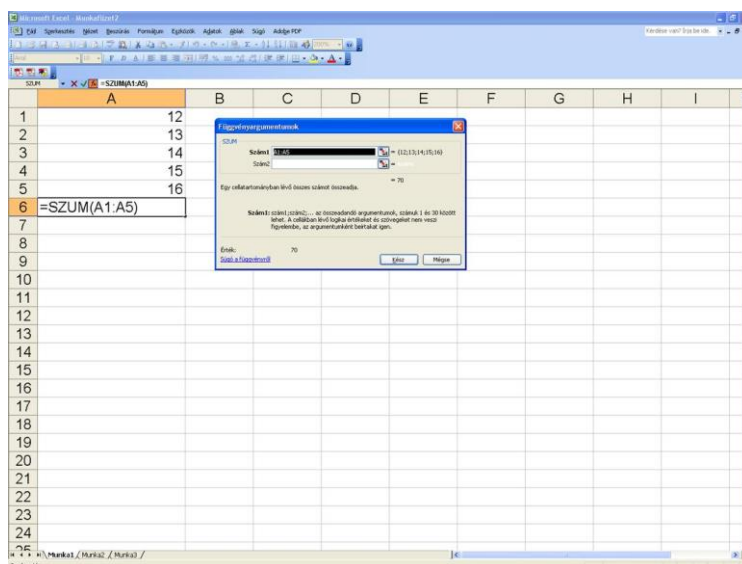 Microsoft Excel - Munkafüzet2
Fájl Szerkesztés Nézet Beszúrás Formátum Eszközök Adatok Ablak Súgó Adobe PDF
SZUM =SZUM(A1:A5)
A B C D E F G H I
1 12
2 13
3 14
4 15
5 16
6 =SZUM(A1:A5)
7
8
9
10
11
12
13
14
15
16
17
18
19
20
21
22
23
24
25
Függvényargumentumok
SZUM
Szám1 A1:A5 = {12;13;14;15;16}
Szám2 =
= 70
Egy cellatartományban lévő összes számot összeadja.
Szám1: szám1;szám2;... az összeadandó argumentumok, számuk 1 és 30 között
lehet. A cellákban lévő logikai értékeket és szövegeket nem veszi
figyelembe, az argumentumként beírtakat igen.
Érték: 70
Súgó a függvényről
Kész Mégse
Munka1 Munka2 Munka3